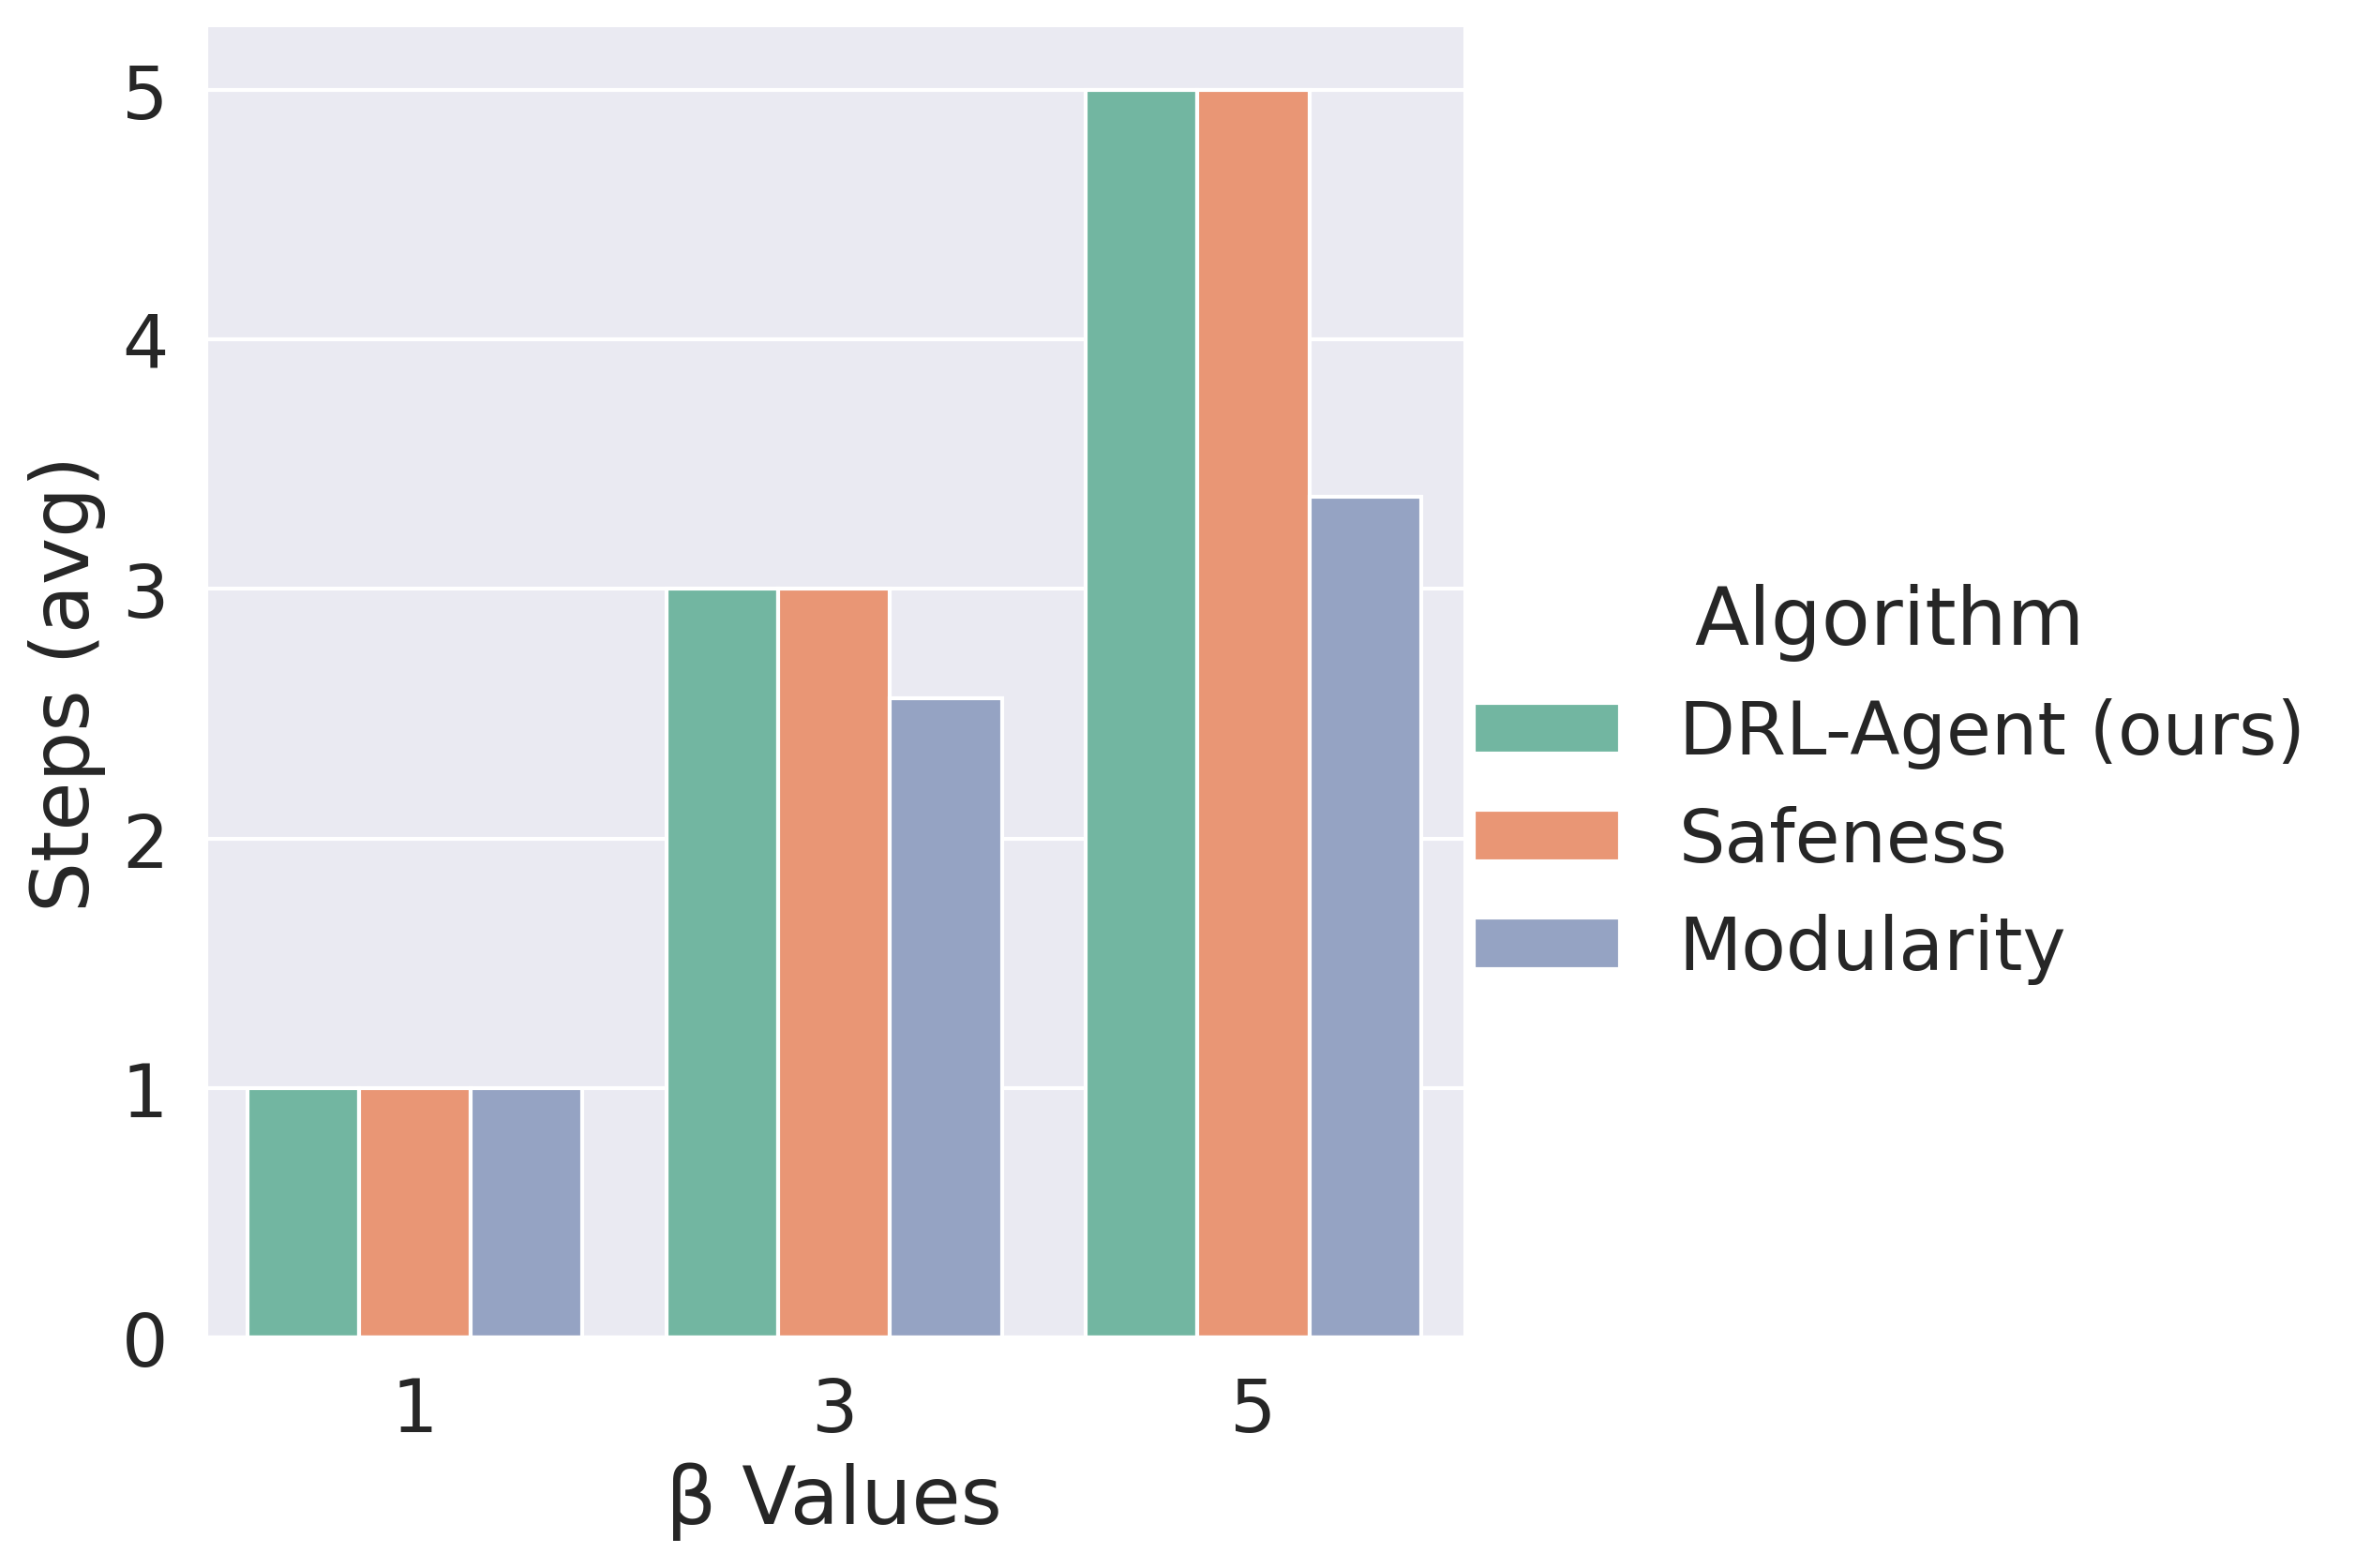 5
4
3
2
1
0
Steps (avg)
1 3 5
β Values
Algorithm
DRL-Agent (ours)
Safeness
Modularity